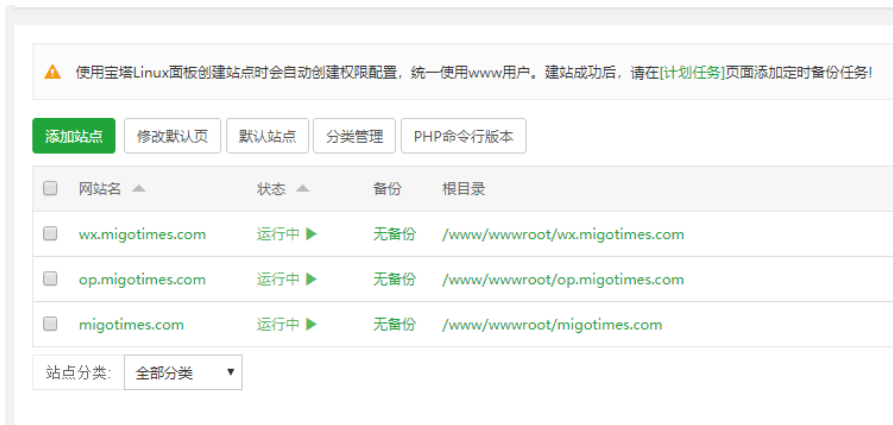 使用宝塔Linux面板创建站点时会自动创建权限配置，统一使用www用户。建站成功后，请在[计划任务]页面添加定时备份任务!
添加站点 修改默认页 默认站点 分类管理 PHP命令行版本
网站名 状态 备份 根目录
wx.migotimes.com 运行中 无备份 /www/wwwroot/wx.migotimes.com
op.migotimes.com 运行中 无备份 /www/wwwroot/op.migotimes.com
migotimes.com 运行中 无备份 /www/wwwroot/migotimes.com
站点分类: 全部分类